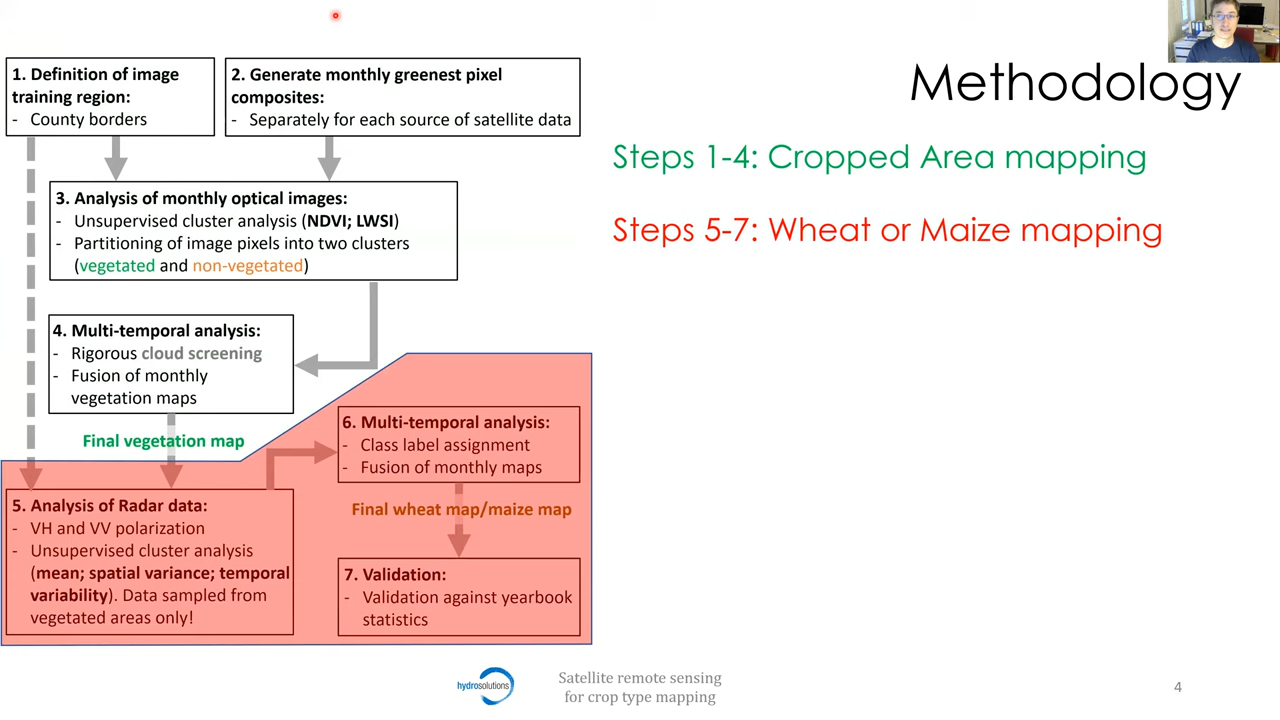 Methodology
1. Definition of image
training region:
- County borders
2. Generate monthly greenest pixel
composites:
- Separately for each source of satellite data
3. Analysis of monthly optical images:
- Unsupervised cluster analysis (NDVI; LWSI)
- Partitioning of image pixels into two clusters
(vegetated and non-vegetated)
4. Multi-temporal analysis:
- Rigorous cloud screening
- Fusion of monthly
vegetation maps
Final vegetation map
5. Analysis of Radar data:
- VH and VV polarization
- Unsupervised cluster analysis
(mean; spatial variance; temporal
variability). Data sampled from
vegetated areas only!
6. Multi-temporal analysis:
- Class label assignment
- Fusion of monthly maps
Final wheat map/maize map
7. Validation:
- Validation against yearbook
statistics
Steps 1-4: Cropped Area mapping
Steps 5-7: Wheat or Maize mapping
hydrosolutions
Satellite remote sensing
for crop type mapping
4